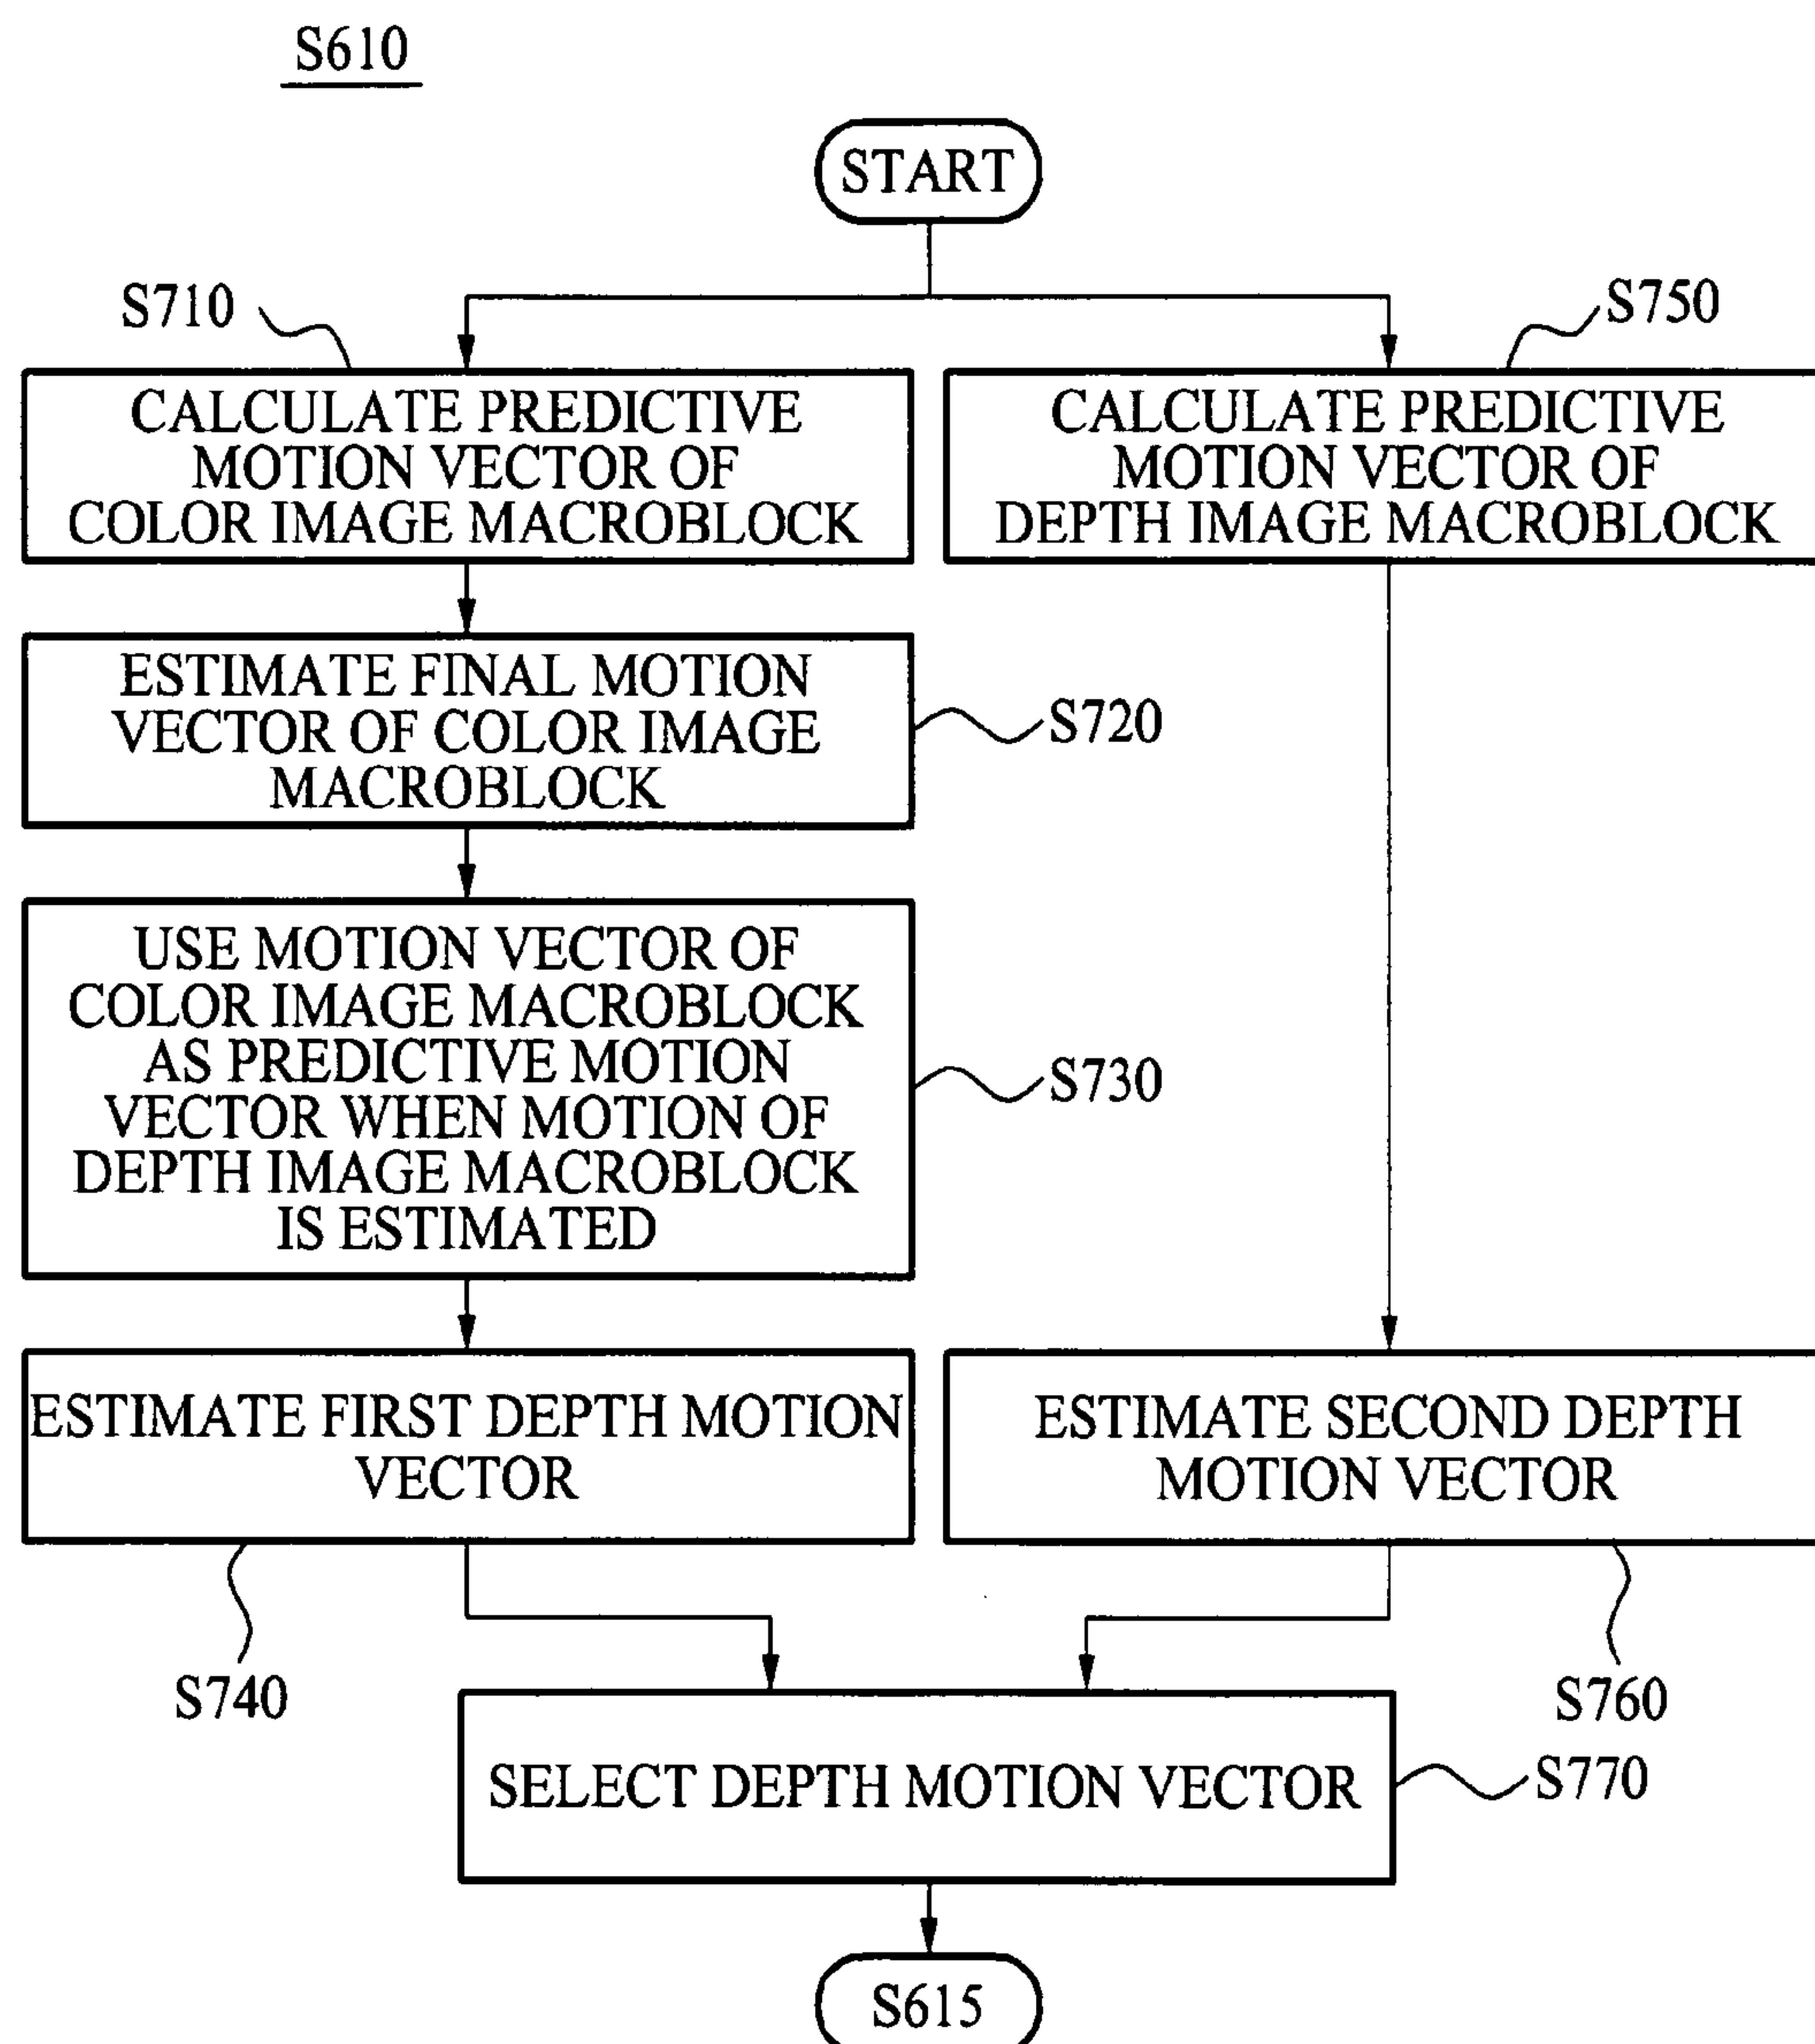 S610
START
S710
S750
CALCULATE PREDICTIVE
MOTION VECTOR OF
COLOR IMAGE MACROBLOCK
CALCULATE PREDICTIVE
MOTION VECTOR OF
DEPTH IMAGE MACROBLOCK
ESTIMATE FINAL MOTION
VECTOR OF COLOR IMAGE
MACROBLOCK
S720
USE MOTION VECTOR OF
COLOR IMAGE MACROBLOCK
AS PREDICTIVE MOTION
VECTOR WHEN MOTION OF
DEPTH IMAGE MACROBLOCK
IS ESTIMATED
S730
ESTIMATE FIRST DEPTH MOTION
VECTOR
ESTIMATE SECOND DEPTH
MOTION VECTOR
S740
S760
SELECT DEPTH MOTION VECTOR
S770
S615